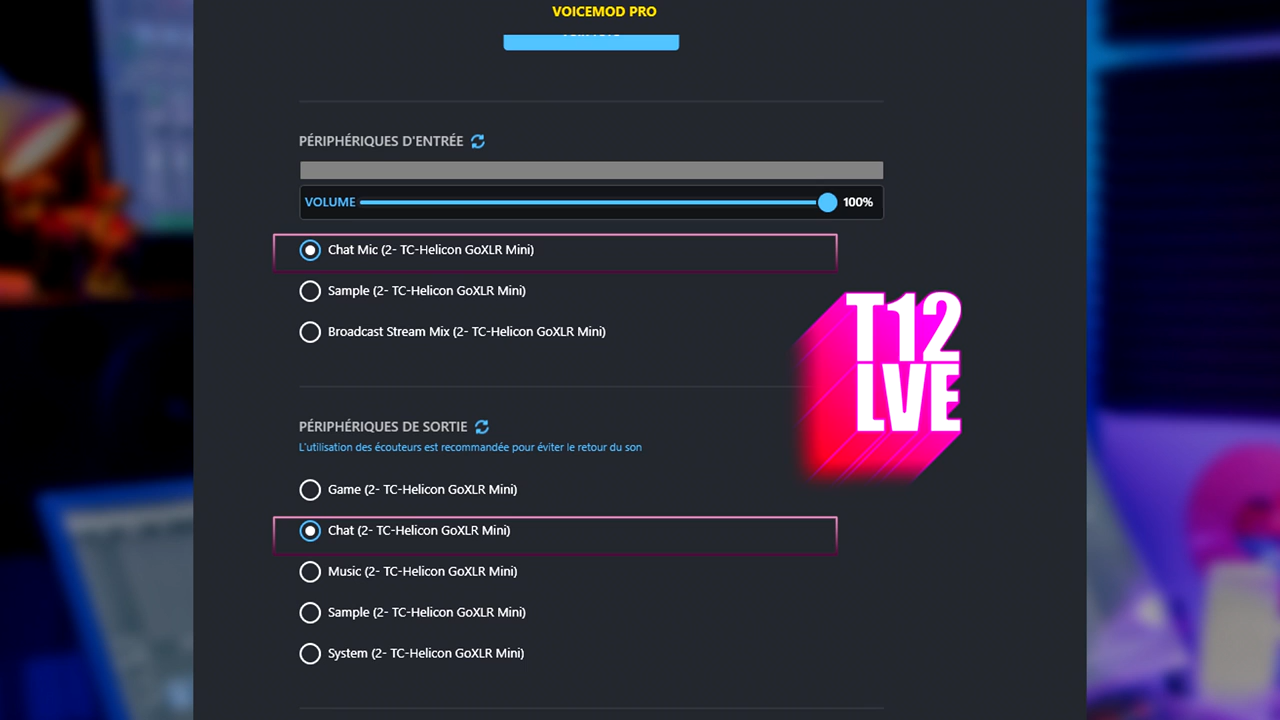 VOICEMOD PRO
PÉRIPHÉRIQUES D'ENTRÉE
VOLUME 100%
Chat Mic (2- TC-Helicon GoXLR Mini)
Sample (2- TC-Helicon GoXLR Mini)
Broadcast Stream Mix (2- TC-Helicon GoXLR Mini)
T12
LVE
PÉRIPHÉRIQUES DE SORTIE
L'utilisation des écouteurs est recommandée pour éviter le retour du son
Game (2- TC-Helicon GoXLR Mini)
Chat (2- TC-Helicon GoXLR Mini)
Music (2- TC-Helicon GoXLR Mini)
Sample (2- TC-Helicon GoXLR Mini)
System (2- TC-Helicon GoXLR Mini)